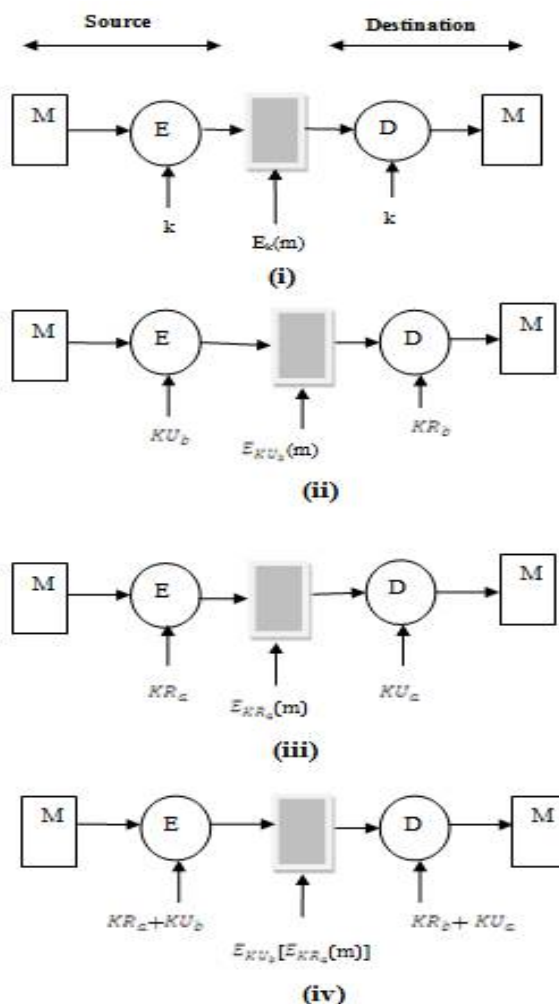 Source Destination
M E D M
k k
Eₖ(m)
(i)
M E D M
KU_b KR_b
E_{KU_b}(m)
(ii)
M E D M
KR_a KU_a
E_{KR_a}(m)
(iii)
M E D M
KR_a+KU_b KR_b+ KU_a
E_{KU_b}[E_{KR_a}(m)]
(iv)